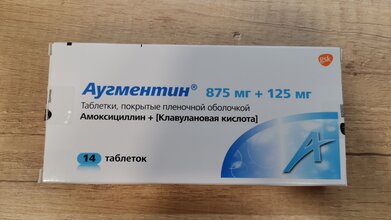 gsk
Аугментин® 875 мг + 125 мг
Таблетки, покрытые пленочной оболочкой
Амоксициллин + [Клавулановая кислота]
14 таблеток